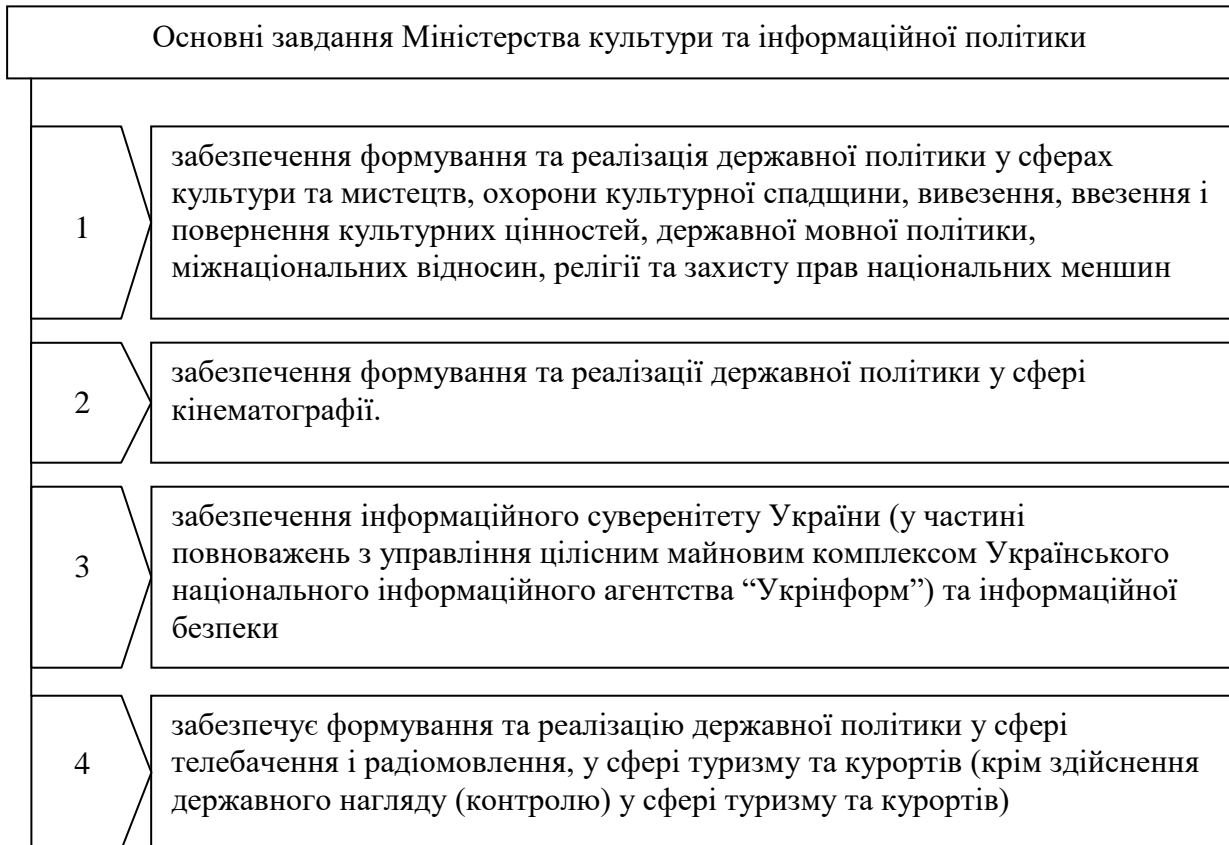 Основні завдання Міністерства культури та інформаційної політики
1
забезпечення формування та реалізація державної політики у сферах
культури та мистецтв, охорони культурної спадщини, вивезення, ввезення і
повернення культурних цінностей, державної мовної політики,
міжнаціональних відносин, релігії та захисту прав національних меншин
2
забезпечення формування та реалізації державної політики у сфері
кінематографії.
3
забезпечення інформаційного суверенітету України (у частині
повноважень з управління цілісним майновим комплексом Українського
національного інформаційного агентства “Укрінформ”) та інформаційної
безпеки
4
забезпечує формування та реалізацію державної політики у сфері
телебачення і радіомовлення, у сфері туризму та курортів (крім здійснення
державного нагляду (контролю) у сфері туризму та курортів)